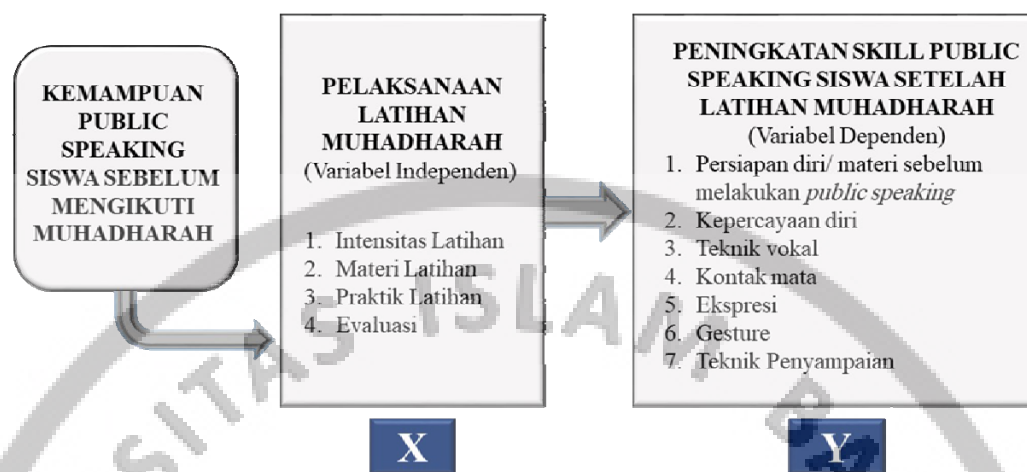 KEMAMPUAN
PUBLIC
SPEAKING
SISWA SEBELUM
MENGIKUTI
MUHADHARAH
PELAKSANAAN
LATIHAN
MUHADHARAH
(Variabel Independen)
1. Intensitas Latihan
2. Materi Latihan
3. Praktik Latihan
4. Evaluasi
X
PENINGKATAN SKILL PUBLIC
SPEAKING SISWA SETELAH
LATIHAN MUHADHARAH
(Variabel Dependen)
1. Persiapan diri/ materi sebelum
melakukan public speaking
2. Kepercayaan diri
3. Teknik vokal
4. Kontak mata
5. Ekspresi
6. Gesture
7. Teknik Penyampaian
Y
SITAS ISLAM